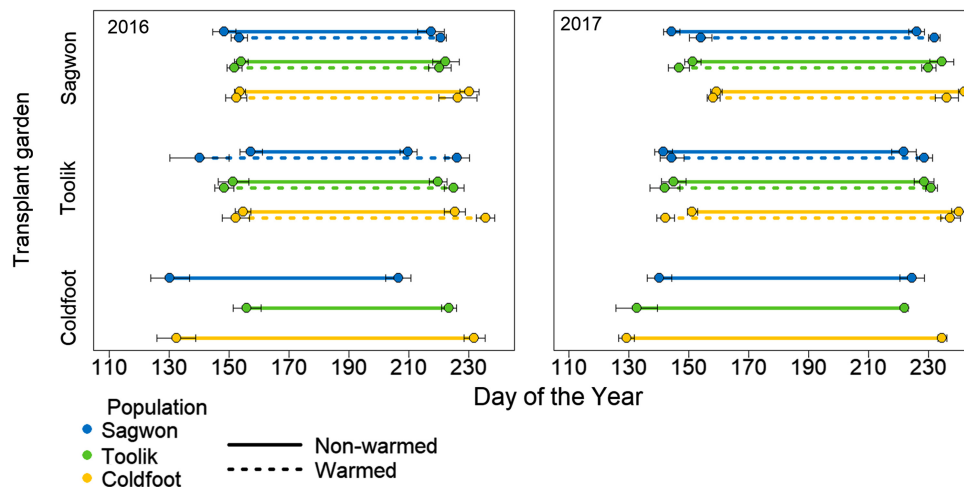 2016
2017
Transplant garden
Sagwon
Toolik
Coldfoot
110 130 150 170 190 210 230
110 130 150 170 190 210 230
Day of the Year
Population
Sagwon
Toolik
Coldfoot
Non-warmed
Warmed